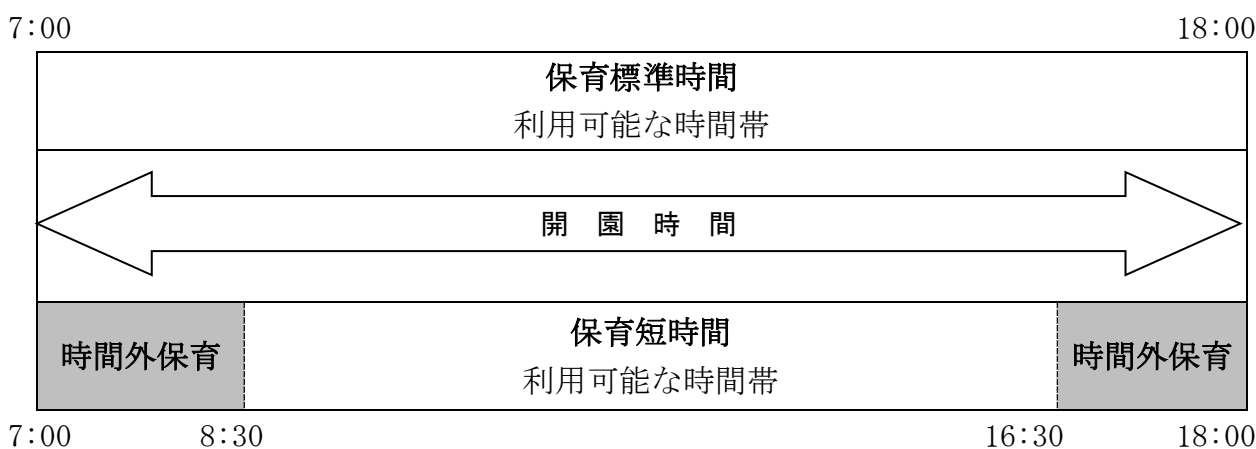 7:00 18:00
保育標準時間
利用可能な時間帯
開 園 時 間
保育短時間
時間外保育 時間外保育
利用可能な時間帯
7:00 8:30 16:30 18:00